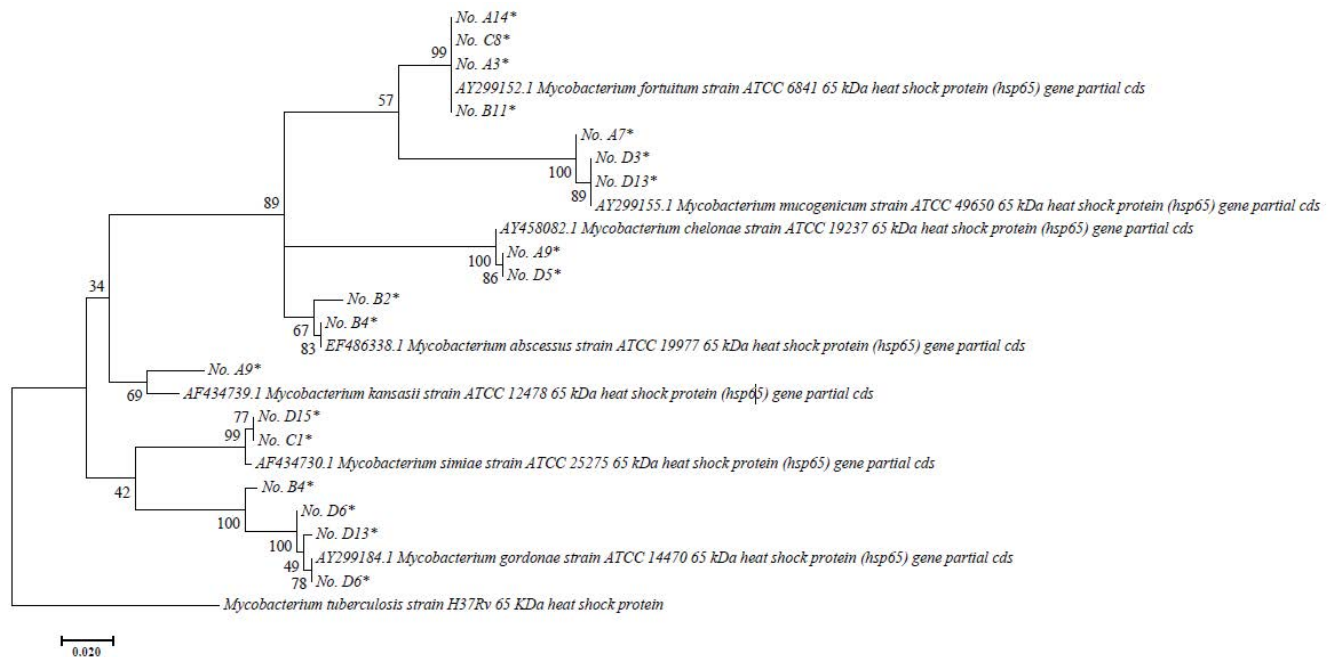 No. A14*
No. C8*
99
No. A3*
AY299152.1 Mycobacterium fortuitum strain ATCC 6841 65 kDa heat shock protein (hsp65) gene partial cds
57
No. B11*
No. A7*
No. D3*
100
No. D13*
89
AY299155.1 Mycobacterium mucogenicum strain ATCC 49650 65 kDa heat shock protein (hsp65) gene partial cds
89
AY458082.1 Mycobacterium chelonae strain ATCC 19237 65 kDa heat shock protein (hsp65) gene partial cds
No. A9*
100
86
No. D5*
34
No. B2*
No. B4*
67
83
EF486338.1 Mycobacterium abscessus strain ATCC 19977 65 kDa heat shock protein (hsp65) gene partial cds
No. A9*
69
AF434739.1 Mycobacterium kansasii strain ATCC 12478 65 kDa heat shock protein (hsp65) gene partial cds
77
No. D15*
99
No. C1*
AF434730.1 Mycobacterium simiae strain ATCC 25275 65 kDa heat shock protein (hsp65) gene partial cds
42
No. B4*
No. D6*
100
No. D13*
100
AY299184.1 Mycobacterium gordonae strain ATCC 14470 65 kDa heat shock protein (hsp65) gene partial cds
49
78
No. D6*
Mycobacterium tuberculosis strain H37Rv 65 KDa heat shock protein
0.020